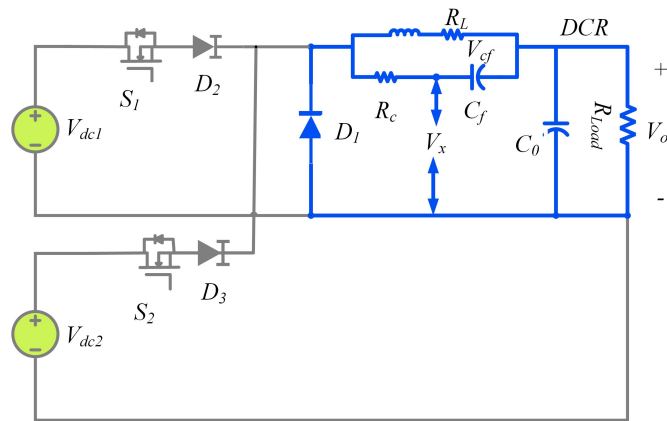 R_L
DCR
V_cf
S_1
D_2
+
R_c
C_f
V_dc1
D_1
V_x
C_0'
R_Load
V_o
-
S_2
D_3
V_dc2